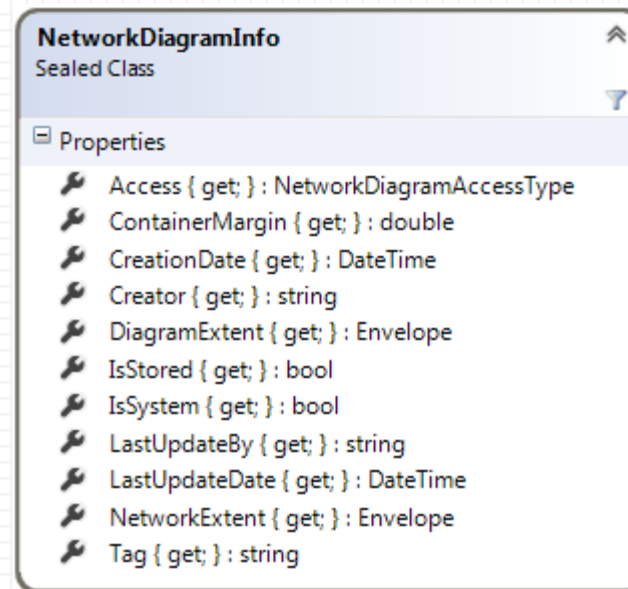 NetworkDiagramInfo
Sealed Class
Properties
Access { get; } : NetworkDiagramAccessType
ContainerMargin { get; } : double
CreationDate { get; } : DateTime
Creator { get; } : string
DiagramExtent { get; } : Envelope
IsStored { get; } : bool
IsSystem { get; } : bool
LastUpdateBy { get; } : string
LastUpdateDate { get; } : DateTime
NetworkExtent { get; } : Envelope
Tag { get; } : string